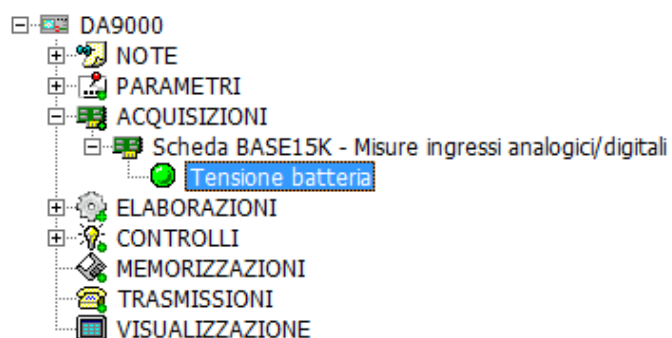 DA9000
NOTE
PARAMETRI
ACQUISIZIONI
Scheda BASE15K - Misure ingressi analogici/digitali
Tensione batteria
ELABORAZIONI
CONTROLLI
MEMORIZZAZIONI
TRASMISSIONI
VISUALIZZAZIONE